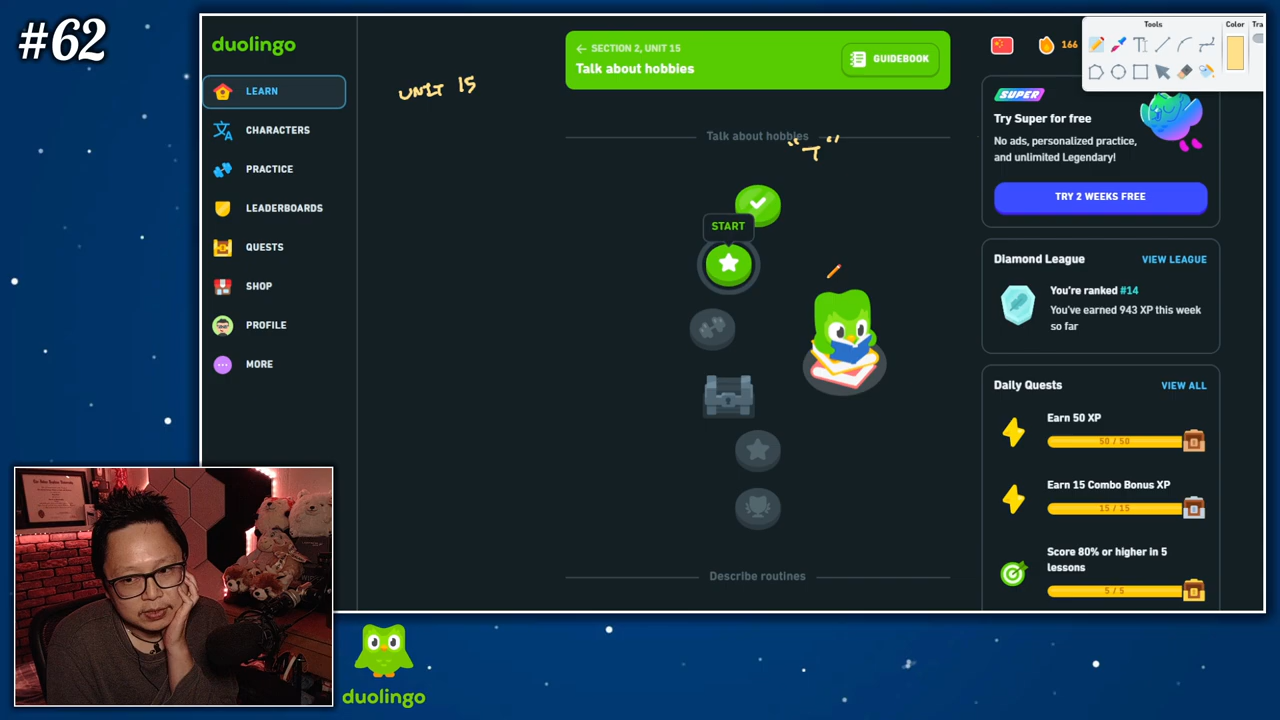 #62
duolingo
LEARN
CHARACTERS
PRACTICE
LEADERBOARDS
QUESTS
SHOP
PROFILE
MORE
UNIT 15
← SECTION 2, UNIT 15
Talk about hobbies
GUIDEBOOK
Talk about hobbies
"T"
START
Describe routines
166
Tools
Color
Tra
SUPER
Try Super for free
No ads, personalized practice,
and unlimited Legendary!
TRY 2 WEEKS FREE
Diamond League
VIEW LEAGUE
You're ranked #14
You've earned 943 XP this week
so far
Daily Quests
VIEW ALL
Earn 50 XP
50 / 50
Earn 15 Combo Bonus XP
15 / 15
Score 80% or higher in 5
lessons
5 / 5
duolingo